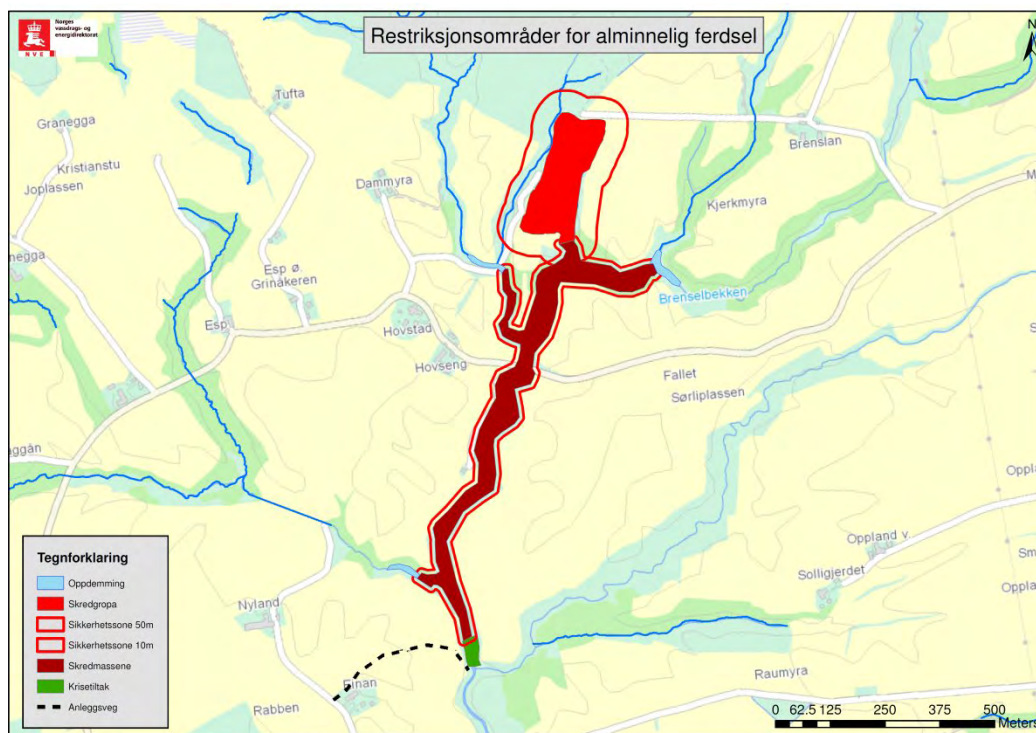 Norges
vassdrags- og
energidirektorat
NVE
Restriksjonsområder for alminnelig ferdsel
N
Tufta
Granegga
Kristianstu
Joplassen
Brenslan
Dammyra
Kjerkmyra
negga
Esp ø
Grinåkeren
Brenselbekken
Esp
Hovstad
Hovseng
Fallet
Sørliplassen
aggån
Oppla
Oppland v.
Sm
Solligjerdet
Oppla
Nyland
Raumyra
Einan
Rabben
Tegnforklaring
Oppdemming
Skredgropa
Sikkerhetssone 50m
Sikkerhetssone 10m
Skredmassene
Krisetiltak
Anleggsveg
0 62.5 125 250 375 500
Meters